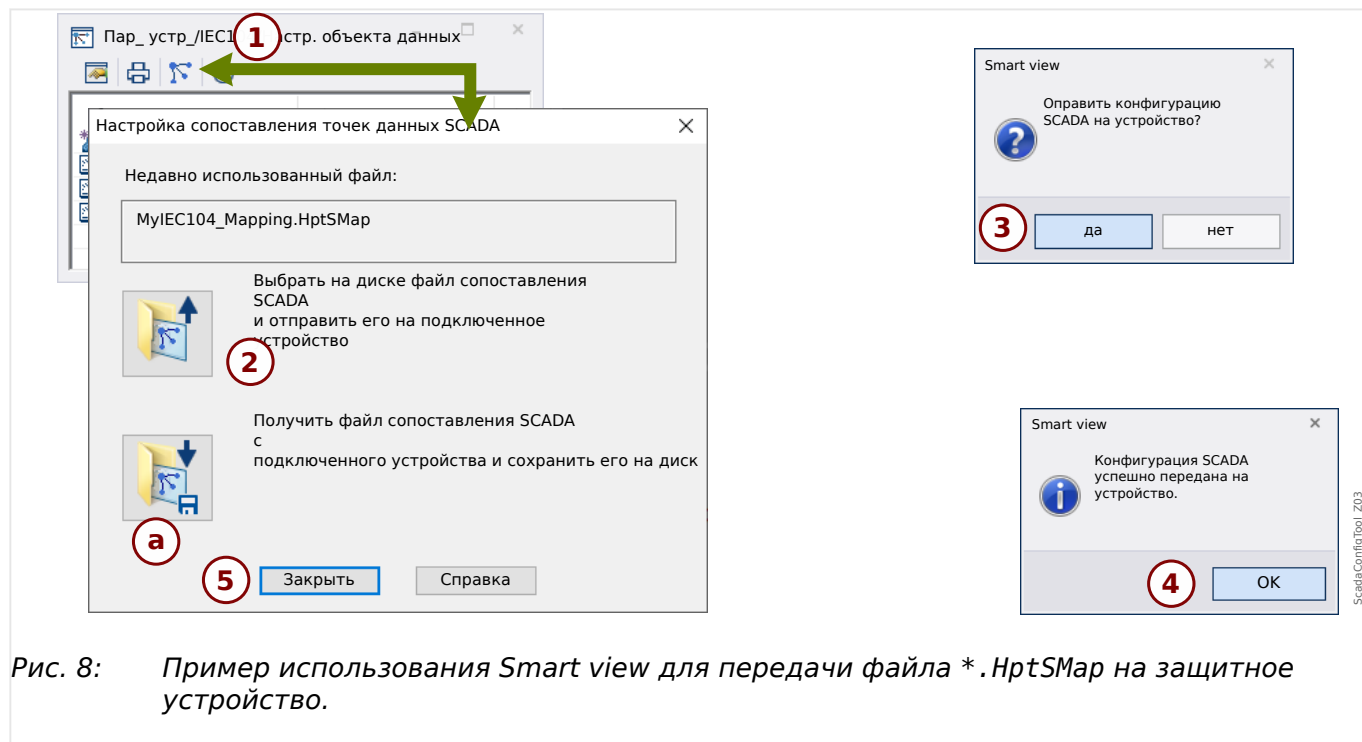 Пар_ устр_/IEC1 стр. объекта данных
1
Настройка сопоставления точек данных SCADA
Недавно использованный файл:
MyIEC104_Mapping.HptSMap
Выбрать на диске файл сопоставления
SCADA
и отправить его на подключенное
устройство
2
Получить файл сопоставления SCADA
с
подключенного устройства и сохранить его на диск
a
5
Закрыть
Справка
Smart view
Оправить конфигурацию
SCADA на устройство?
3
да
нет
Smart view
Конфигурация SCADA
успешно передана на
устройство.
4
OK
ScadaConfigTool_Z03
Рис. 8: Пример использования Smart view для передачи файла *.HptSMap на защитное
устройство.